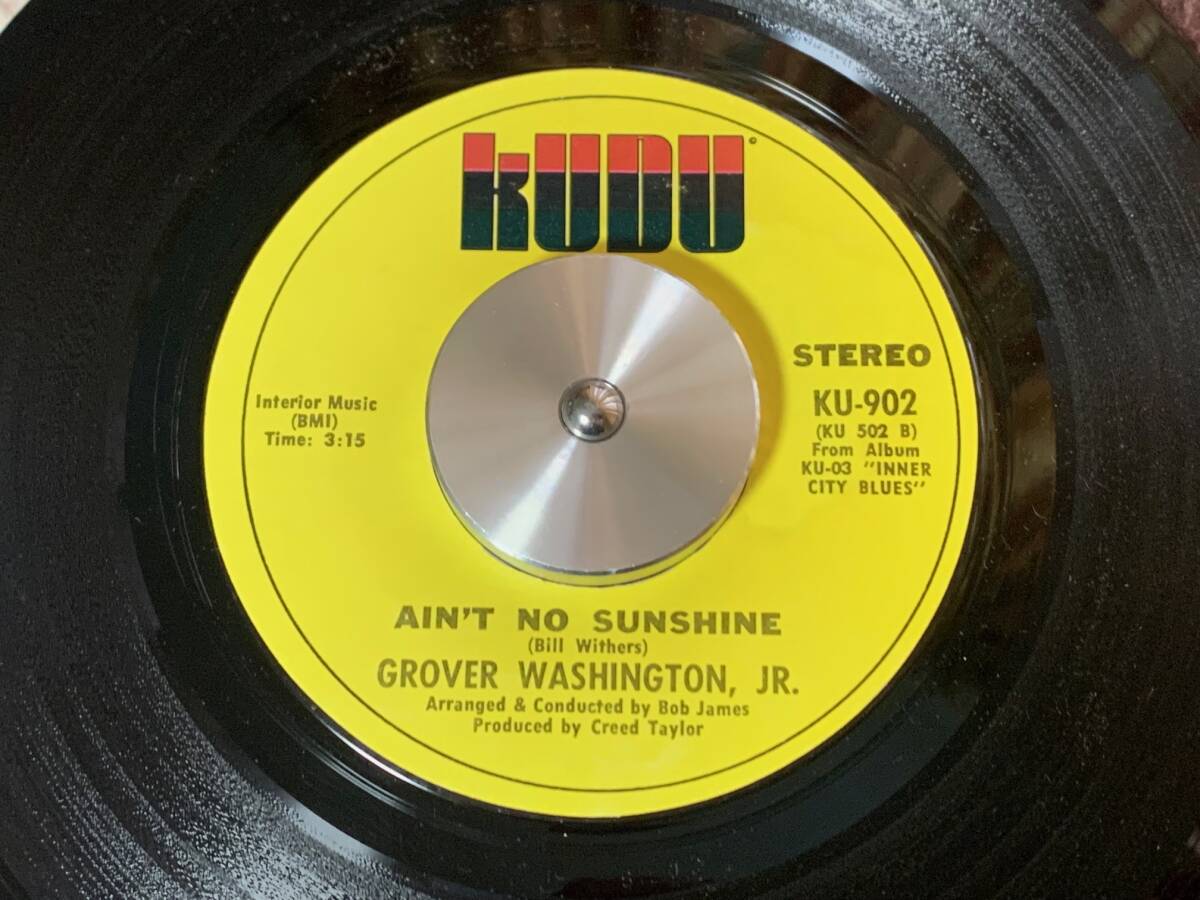 kUDU©
STEREO
KU-902
(KU 502 B)
From Album
KU-03 "INNER
CITY BLUES"
Interior Music
(BMI)
Time: 3:15
AIN'T NO SUNSHINE
(Bill Withers)
GROVER WASHINGTON, JR.
Arranged & Conducted by Bob James
Produced by Creed Taylor